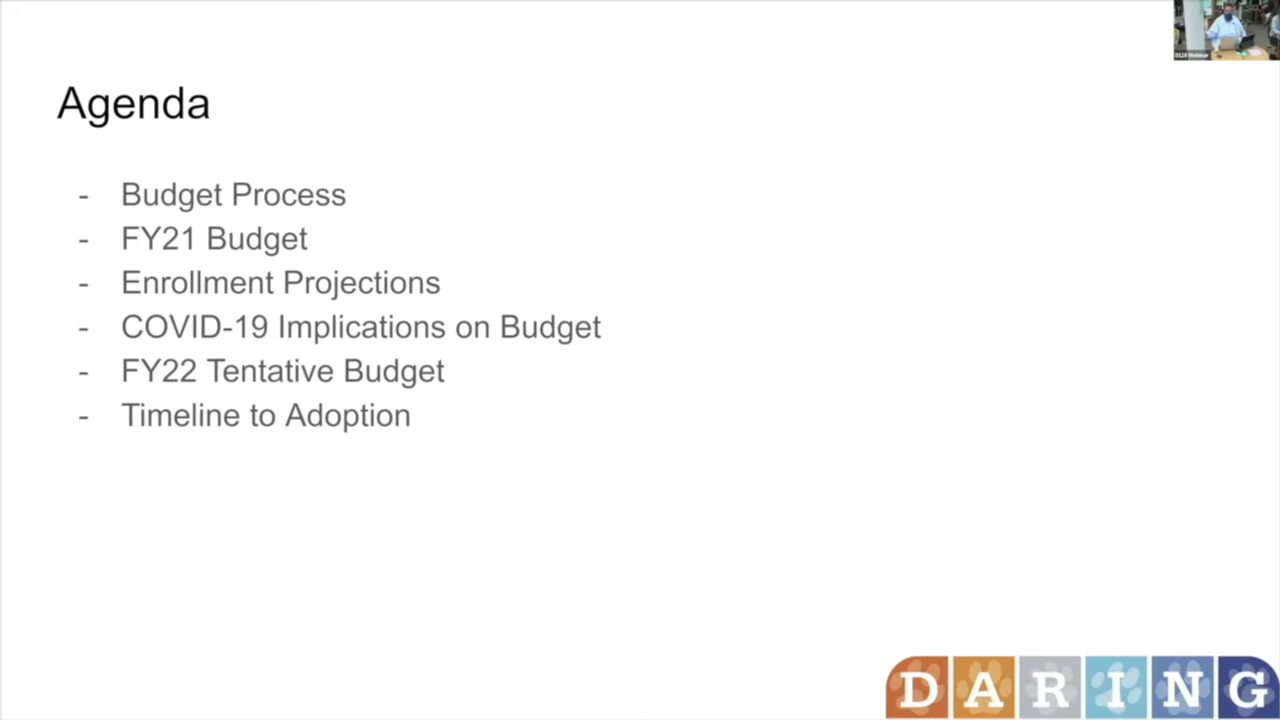 Agenda
- Budget Process
- FY21 Budget
- Enrollment Projections
- COVID-19 Implications on Budget
- FY22 Tentative Budget
- Timeline to Adoption
DARING